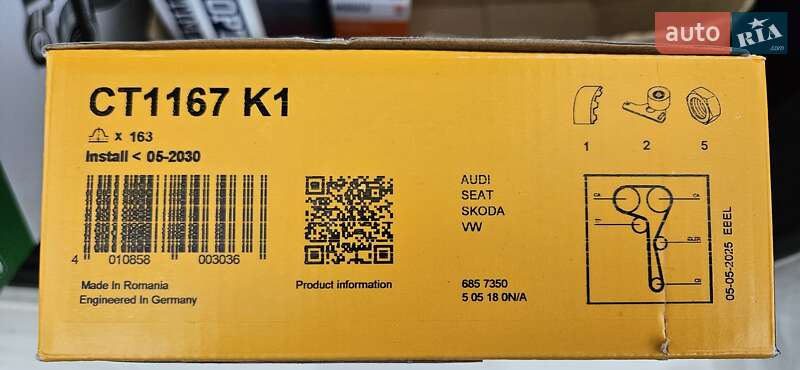 auto RIA.com
CT1167 K1
x 163
Install < 05-2030
1 2 5
AUDI
SEAT
SKODA
VW
4 010858 003036
Made In Romania
Engineered In Germany
Product information
685 7350
5 05 18 0N/A
05-05-2025 EBEL